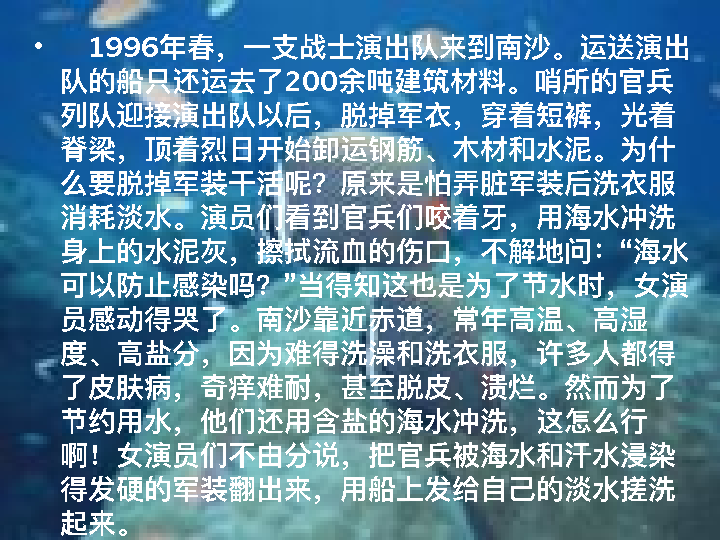 • 1996年春，一支战士演出队来到南沙。运送演出
队的船只还运去了200余吨建筑材料。哨所的官兵
列队迎接演出队以后，脱掉军衣，穿着短裤，光着
脊梁，顶着烈日开始卸运钢筋、木材和水泥。为什
么要脱掉军装干活呢？原来是怕弄脏军装后洗衣服
消耗淡水。演员们看到官兵们咬着牙，用海水冲洗
身上的水泥灰，擦拭流血的伤口，不解地问：“海水
可以防止感染吗？”当得知这也是为了节水时，女演
员感动得哭了。南沙靠近赤道，常年高温、高湿
度、高盐分，因为难得洗澡和洗衣服，许多人都得
了皮肤病，奇痒难耐，甚至脱皮、溃烂。然而为了
节约用水，他们还用含盐的海水冲洗，这怎么行
啊！女演员们不由分说，把官兵被海水和汗水浸染
得发硬的军装翻出来，用船上发给自己的淡水搓洗
起来。